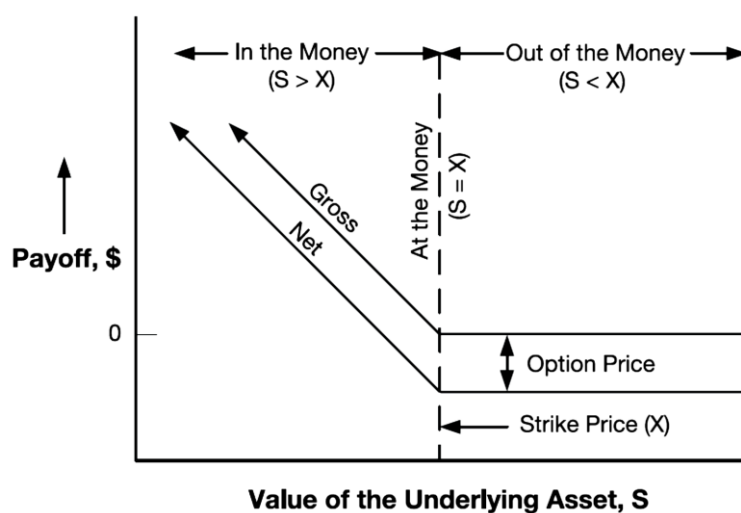 In the Money
(S > X)
Out of the Money
(S < X)
At the Money
(S = X)
Gross
Net
Payoff, $
0
Option Price
Strike Price (X)
Value of the Underlying Asset, S